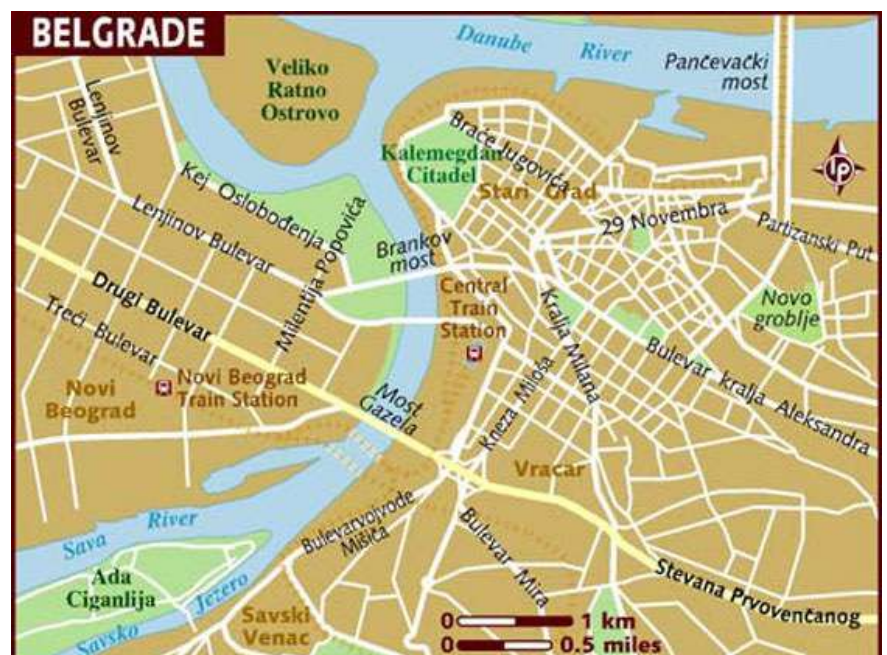 BELGRADE
Danube River
Pančevački
most
Veliko
Ratno
Ostrovo
Lenjinov
Bulevar
Braće Jugovića
Kalemegdan
Citadel
Stari Grad
lp
Kej Oslobođenja
Lenjinov Bulevar
Milentija Popovića
29 Novembra
Partizanski Put
Brankov
most
Drugi Bulevar
Treći Bulevar
Central
Train
Station
Kralja Milana
Novo
groblje
Bulevar kralja Aleksandra
Novi
Beograd
Novi Beograd
Train Station
Most
Gazela
Kneza Miloša
Vracar
Bulevarvojvode
Mišića
Bulevar Mira
Sava River
Ada
Ciganlija
Savsko Jezero
Savski
Venac
Stevana Prvovenčanog
0 1 km
0 0.5 miles